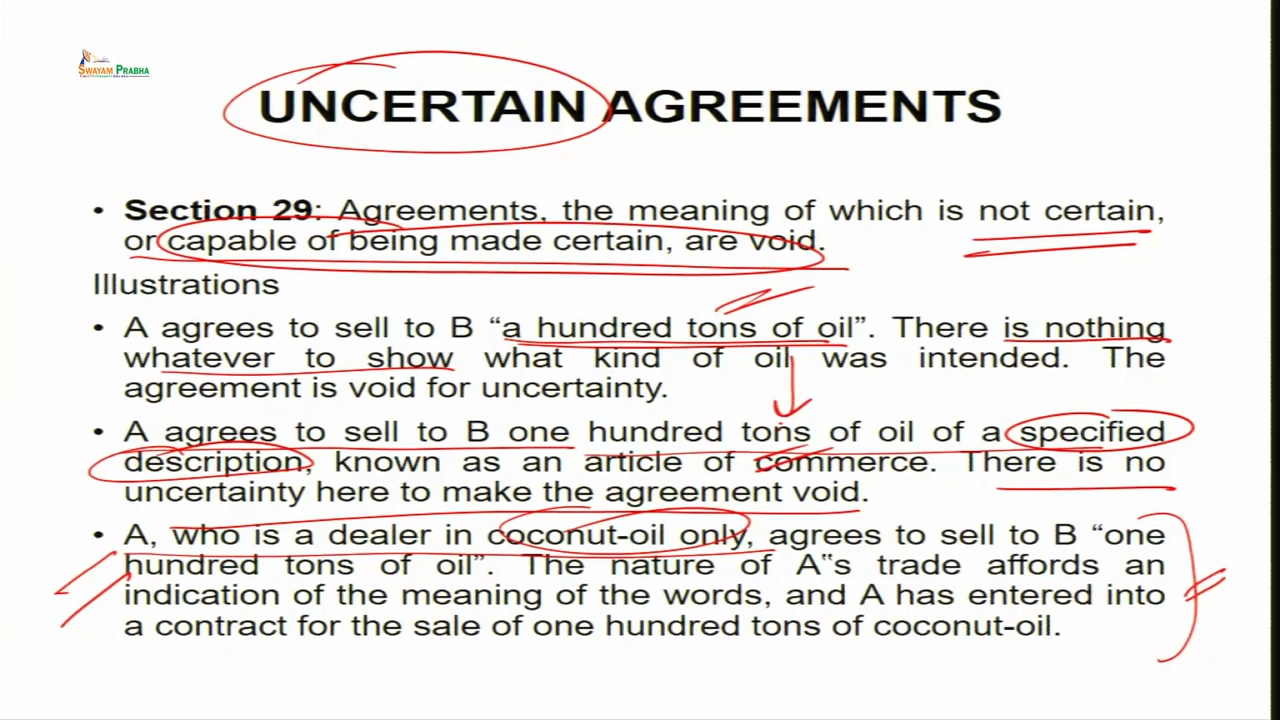 SWAYAM PRABHA
UNCERTAIN AGREEMENTS
• Section 29: Agreements, the meaning of which is not certain,
or capable of being made certain, are void.
Illustrations
• A agrees to sell to B “a hundred tons of oil”. There is nothing
whatever to show what kind of oil was intended. The
agreement is void for uncertainty.
• A agrees to sell to B one hundred tons of oil of a specified
description, known as an article of commerce. There is no
uncertainty here to make the agreement void.
• A, who is a dealer in coconut-oil only, agrees to sell to B “one
hundred tons of oil”. The nature of A‟s trade affords an
indication of the meaning of the words, and A has entered into
a contract for the sale of one hundred tons of coconut-oil.